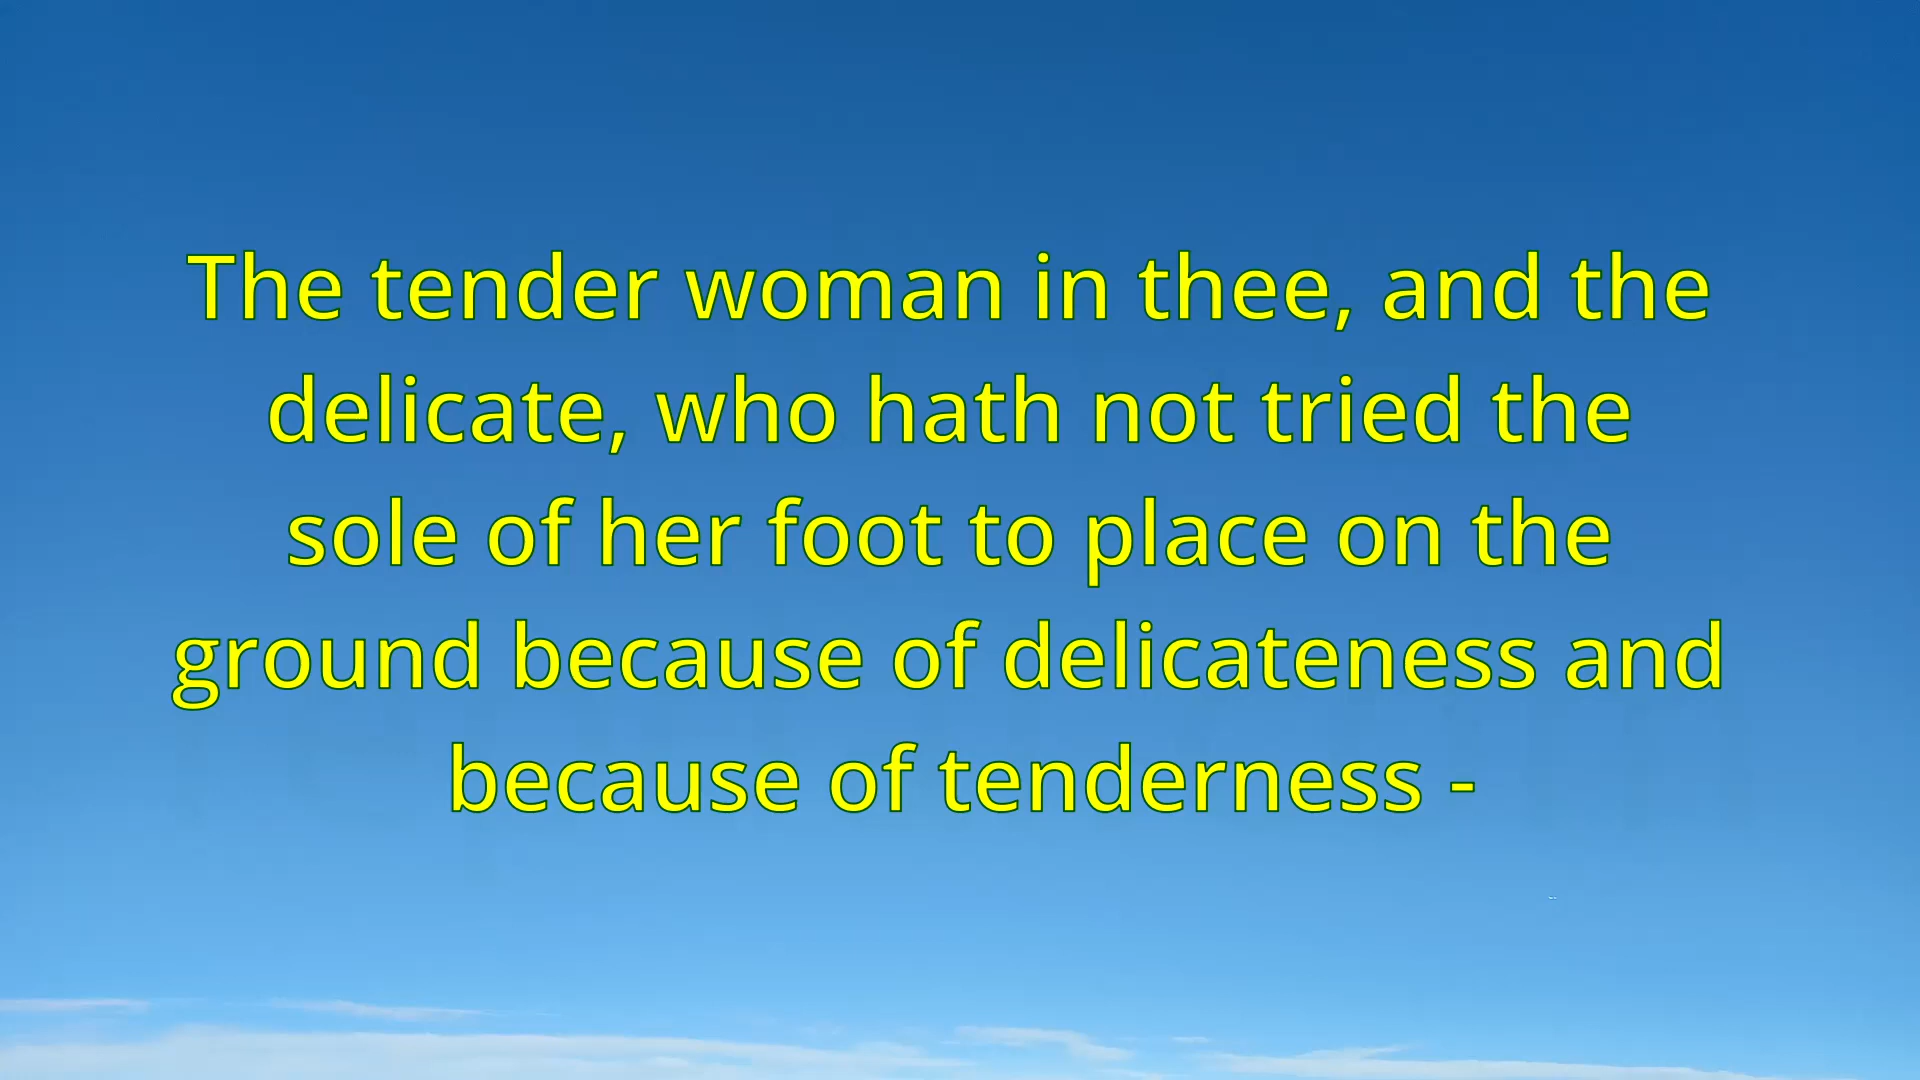 The tender woman in thee, and the
delicate, who hath not tried the
sole of her foot to place on the
ground because of delicateness and
because of tenderness -